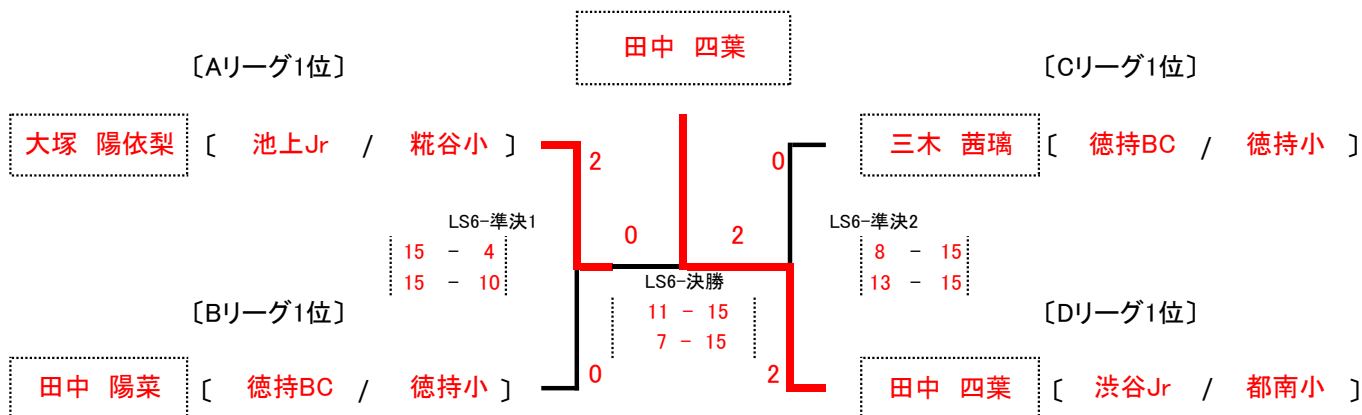 田中 四葉
〔Aリーグ1位〕 〔Cリーグ1位〕
大塚 陽依梨 〔 池上Jr / 糀谷小 〕 2 0 三木 茜璃 〔 徳持BC / 徳持小 〕
LS6-準決1 0 2 LS6-準決2
15 - 4 8 - 15
15 - 10 13 - 15
LS6-決勝
〔Bリーグ1位〕 11 - 15 〔Dリーグ1位〕
7 - 15
田中 陽菜 〔 徳持BC / 徳持小 〕 0 2 田中 四葉 〔 渋谷Jr / 都南小 〕